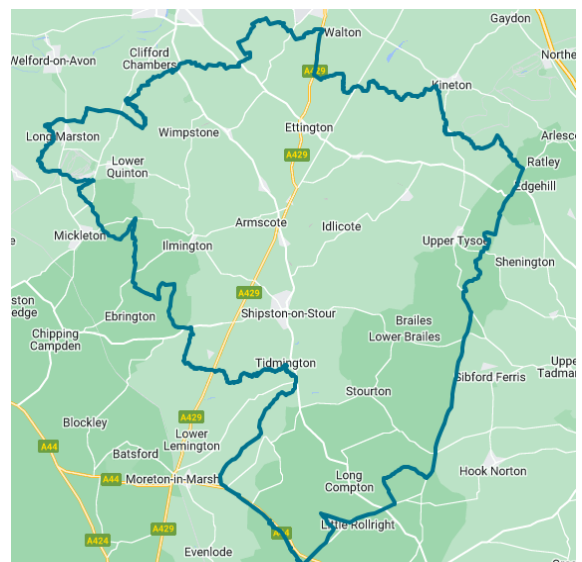 Gaydon
Walton
Clifford
Chambers
Welford-on-Avon
Northe
A429
Kineton
Long Marston
Wimpstone
Ettington
Arlesco
A429
Ratley
Edgehill
Lower
Quinton
Armscote
Idlicote
Mickleton
Ilmington
Upper Tysoe
Shenington
ston
edge
A429
Ebrington
Shipston-on-Stour
Brailes
Lower Brailes
Chipping
Campden
Tidmington
Uppe
Tadmar
Sibford Ferris
Stourton
Blockley
A429
Lower
Lemington
A44
Batsford
Hook Norton
A44
Moreton-in-Marsh
Long
Compton
A429
A44
Little Rollright
A424
Evenlode